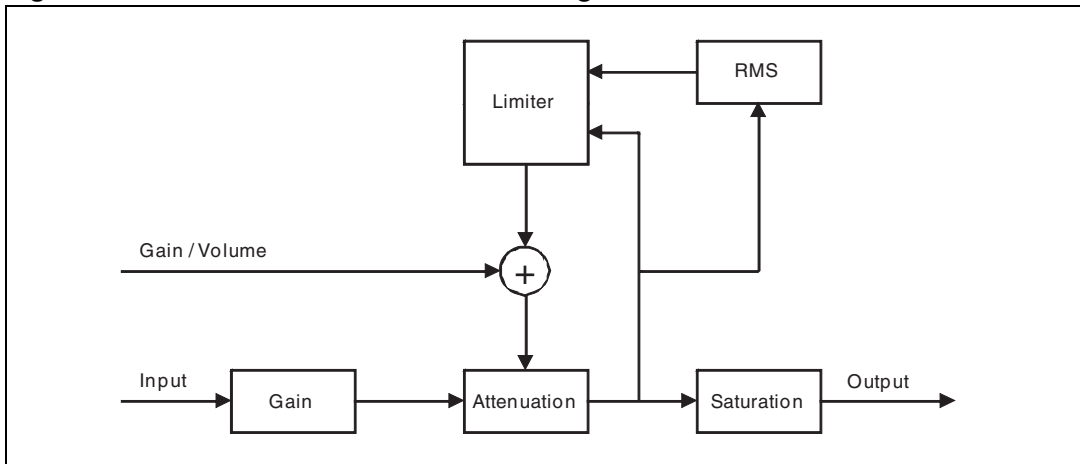 RMS
Limiter
Gain / Volume
+
Input
Gain
Attenuation
Saturation
Output